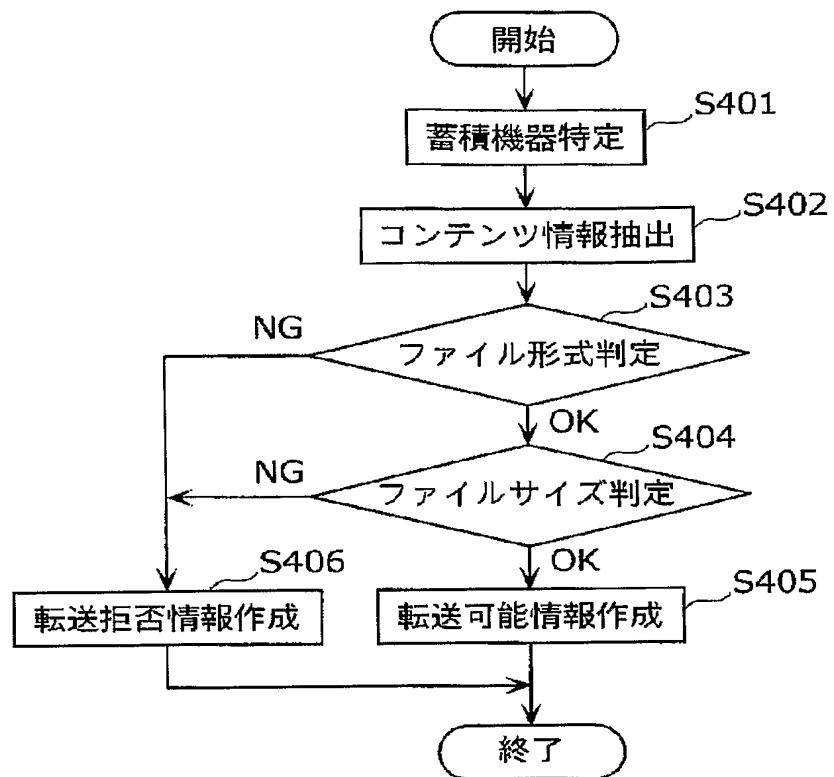 開始
S401
蓄積機器特定
S402
コンテンツ情報抽出
S403
NG
ファイル形式判定
OK
S404
NG
ファイルサイズ判定
OK
S406
S405
転送拒否情報作成
転送可能情報作成
終了